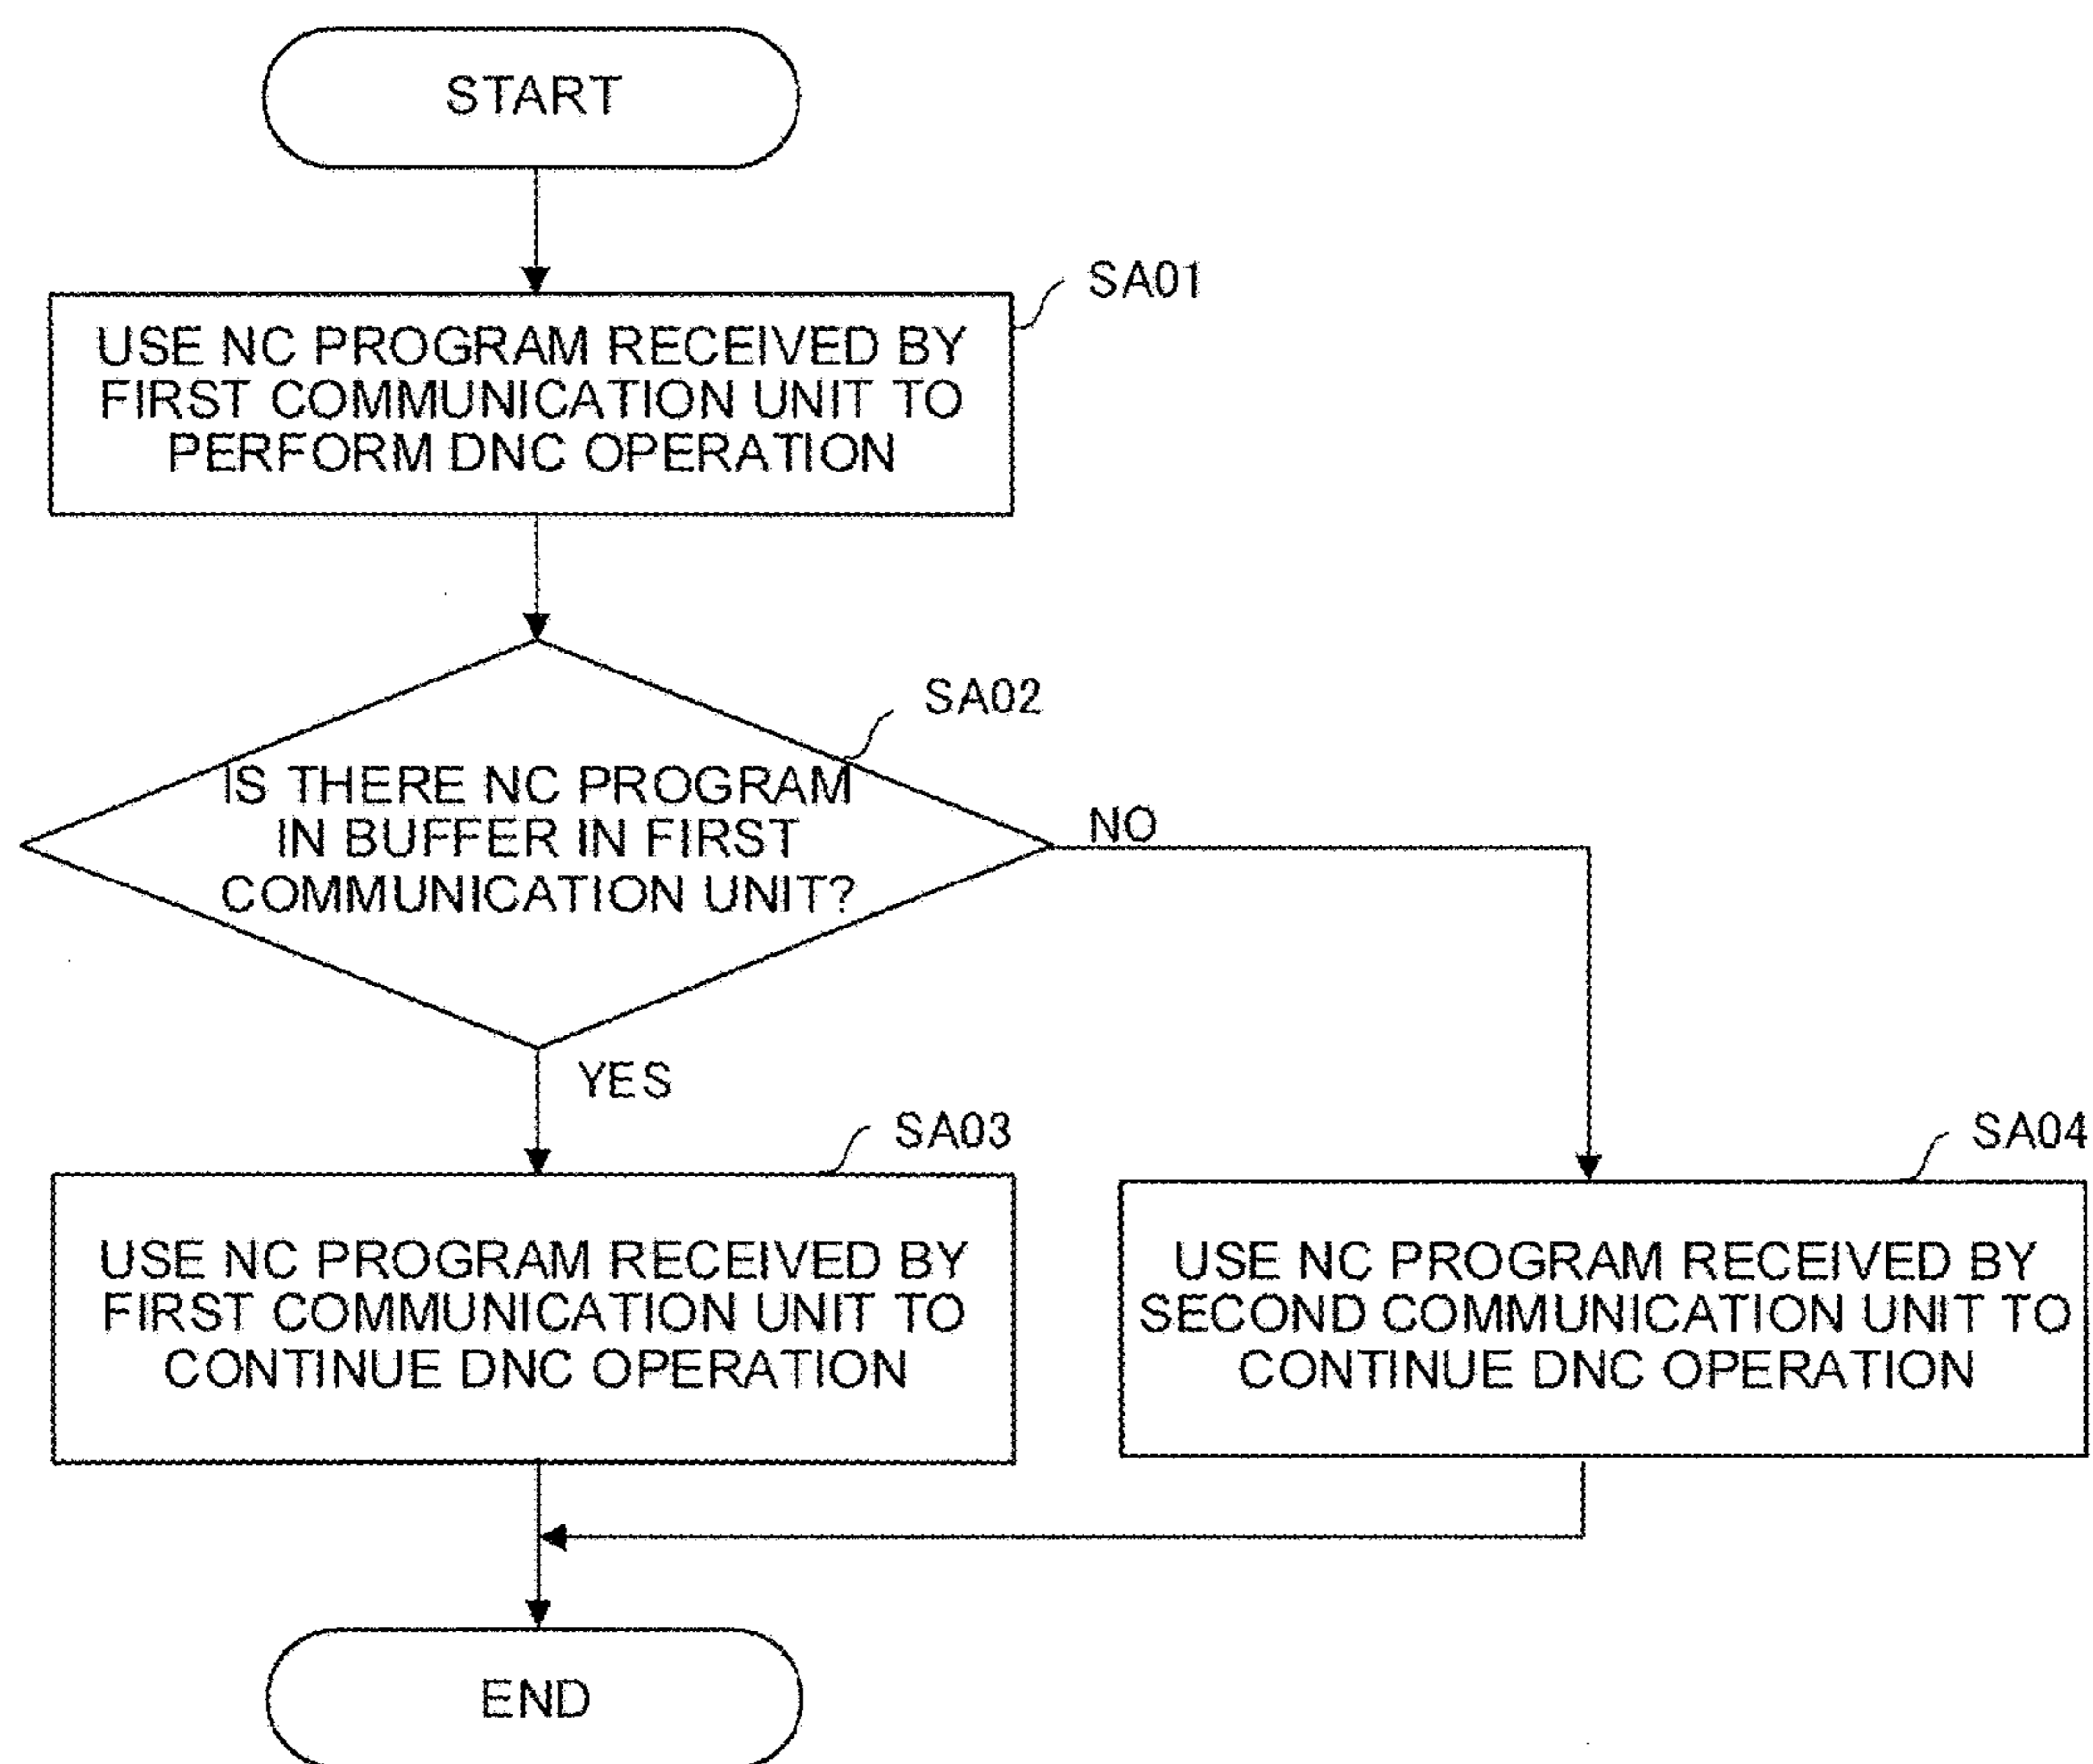 START
SA01
USE NC PROGRAM RECEIVED BY
FIRST COMMUNICATION UNIT TO
PERFORM DNC OPERATION
SA02
IS THERE NC PROGRAM
IN BUFFER IN FIRST
COMMUNICATION UNIT?
NO
YES
SA03
USE NC PROGRAM RECEIVED BY
FIRST COMMUNICATION UNIT TO
CONTINUE DNC OPERATION
SA04
USE NC PROGRAM RECEIVED BY
SECOND COMMUNICATION UNIT TO
CONTINUE DNC OPERATION
END